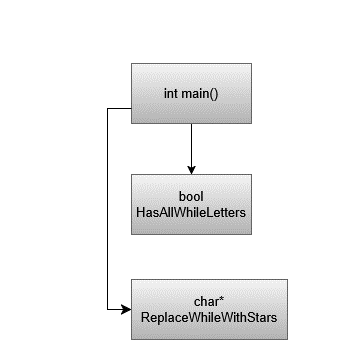 int main()
bool
HasAllWhileLetters
char*
ReplaceWhileWithStars